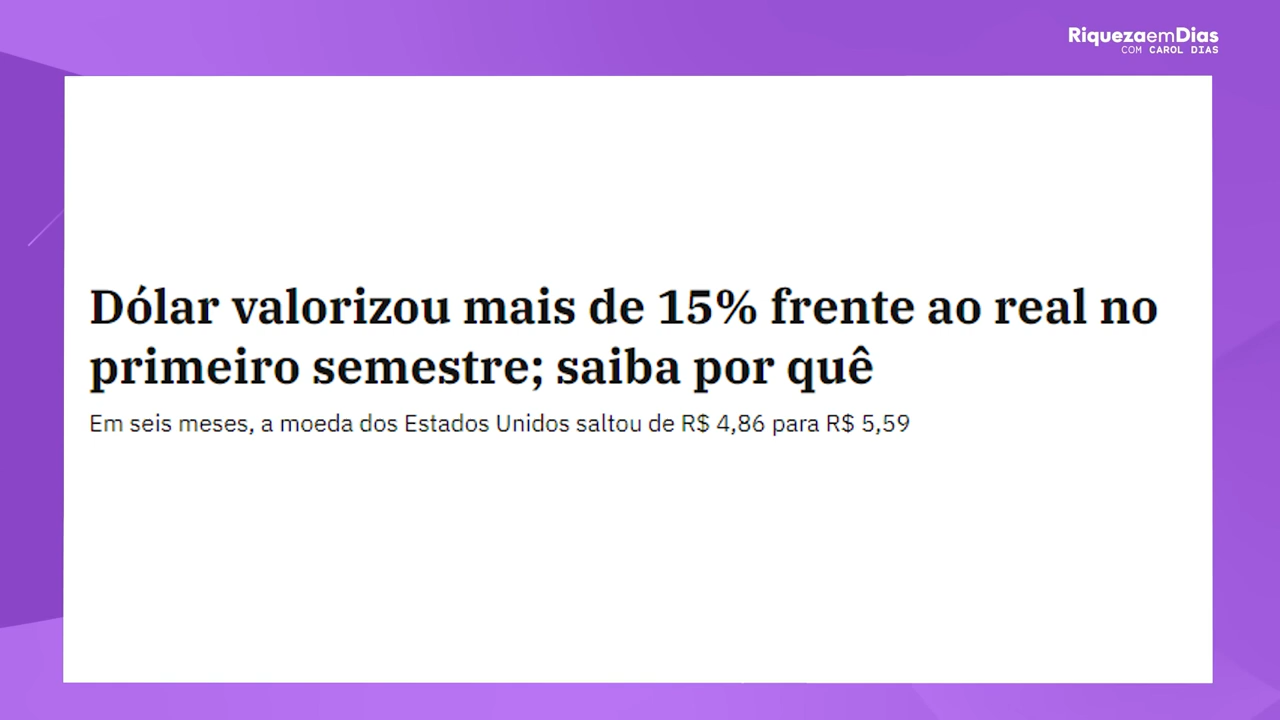 RiquezaemDias
COM CAROL DIAS
Dólar valorizou mais de 15% frente ao real no
primeiro semestre; saiba por quê
Em seis meses, a moeda dos Estados Unidos saltou de R$ 4,86 para R$ 5,59